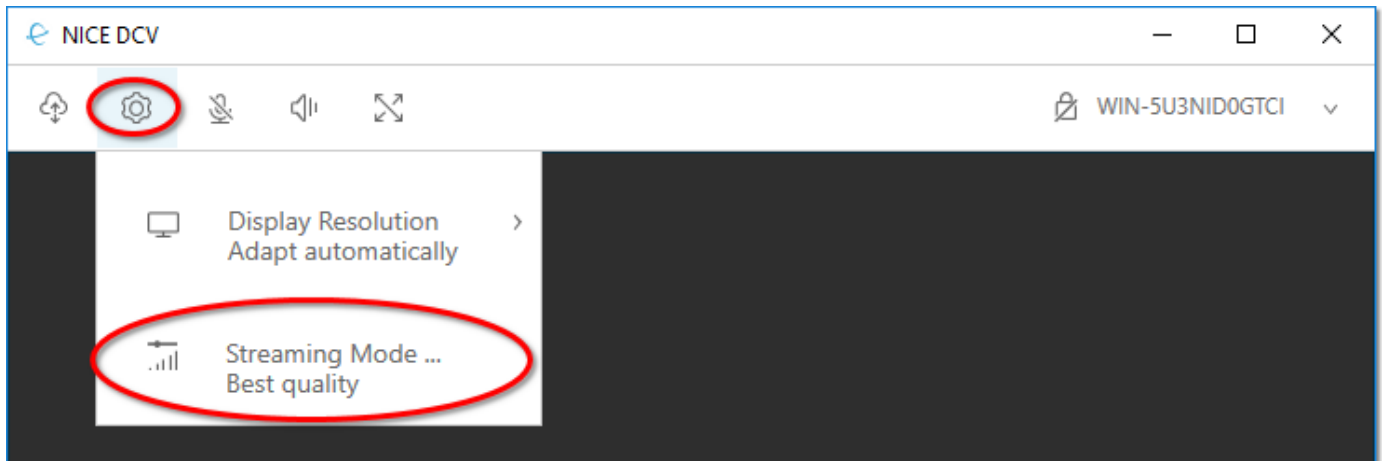 NICE DCV
WIN-5U3NID0GTCI
Display Resolution
Adapt automatically
Streaming Mode ...
Best quality